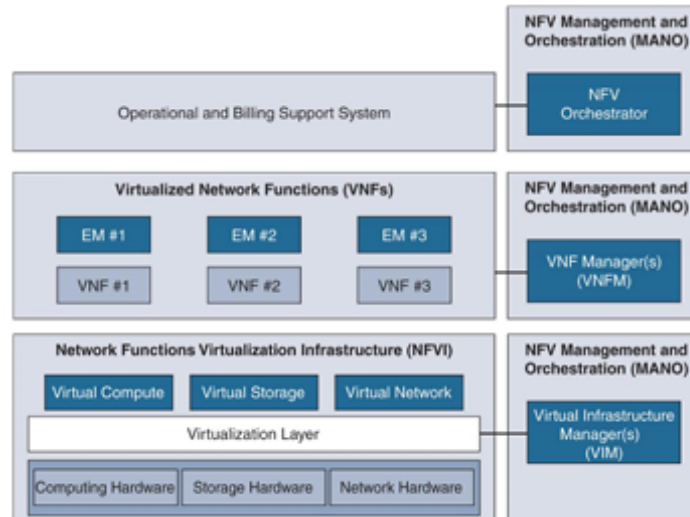 NFV Management and
Orchestration (MANO)
Operational and Billing Support System
NFV
Orchestrator
Virtualized Network Functions (VNFs)
EM #1
EM #2
EM #3
VNF #1
VNF #2
VNF #3
NFV Management and
Orchestration (MANO)
VNF Manager(s)
(VNFM)
Network Functions Virtualization Infrastructure (NFVI)
Virtual Compute
Virtual Storage
Virtual Network
Virtualization Layer
Computing Hardware
Storage Hardware
Network Hardware
NFV Management and
Orchestration (MANO)
Virtual Infrastructure
Manager(s)
(VIM)